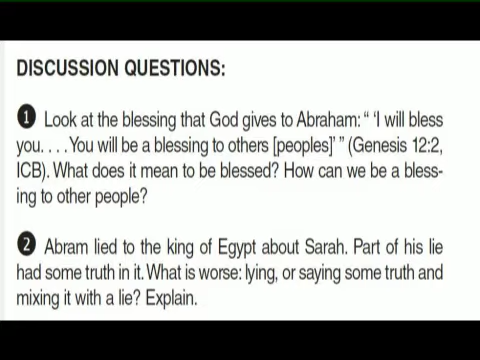 DISCUSSION QUESTIONS:
❶ Look at the blessing that God gives to Abraham: “ ‘I will bless
you. . . . You will be a blessing to others [peoples]’ ” (Genesis 12:2,
ICB). What does it mean to be blessed? How can we be a bless-
ing to other people?
❷ Abram lied to the king of Egypt about Sarah. Part of his lie
had some truth in it. What is worse: lying, or saying some truth and
mixing it with a lie? Explain.